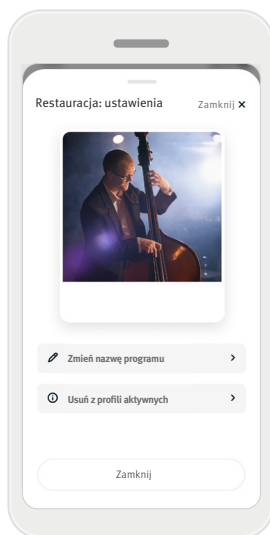 Restauracja: ustawienia
Zamknij ×
Zmień nazwę programu
Usuń z profili aktywnych
Zamknij